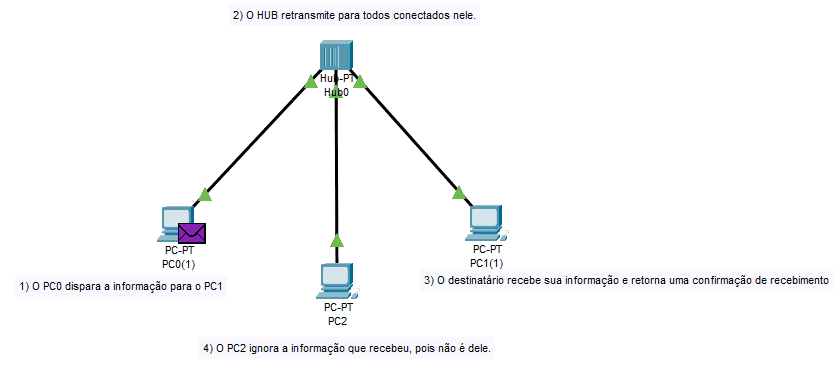 2) O HUB retransmite para todos conectados nele.
Hub-PT
Hub0
PC-PT
PC0(1)
PC-PT
PC1(1)
1) O PC0 dispara a informação para o PC1
3) O destinatário recebe sua informação e retorna uma confirmação de recebimento
PC-PT
PC2
4) O PC2 ignora a informação que recebeu, pois não é dele.